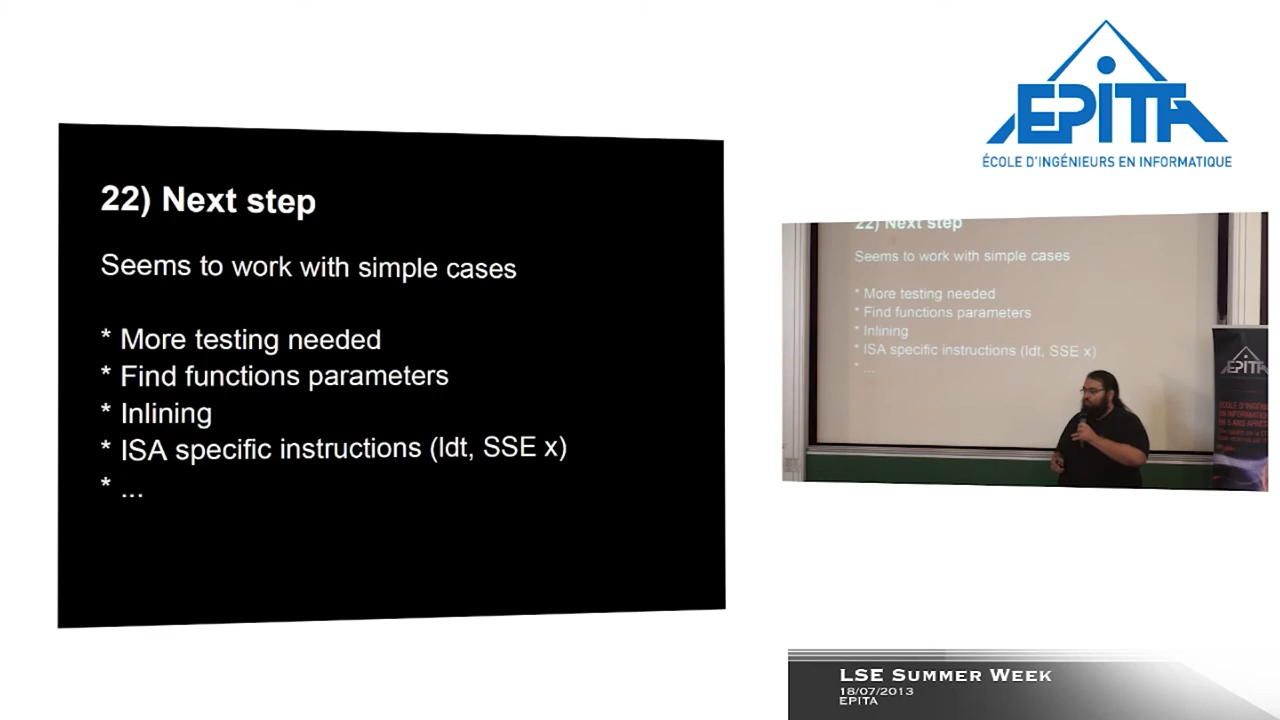 22) Next step
Seems to work with simple cases
* More testing needed
* Find functions parameters
* Inlining
* ISA specific instructions (ldt, SSE x)
* ...
EPITA
ÉCOLE D'INGÉNIEURS EN INFORMATIQUE
22) Next step
Seems to work with simple cases
* More testing needed
* Find functions parameters
* Inlining
* ISA specific instructions (ldt, SSE x)
* ...
EPITA
LSE Summer Week
18/07/2013
EPITA